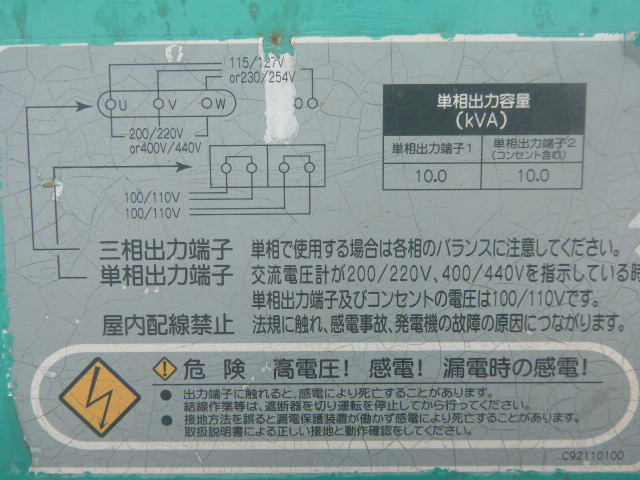 115/127V
or230/254V
U V W
200/220V
or400/440V
100/110V
100/110V
単相出力容量
(kVA)
単相出力端子1 単相出力端子2
(コンセント含む)
10.0 10.0
三相出力端子 単相で使用する場合は各相のバランスに注意してください。
単相出力端子 交流電圧計が200/220V、400/440Vを指示している時
単相出力端子及びコンセントの電圧は100/110Vです。
屋内配線禁止 法規に触れ、感電事故、発電機の故障の原因につながります。
危険 高電圧! 感電! 漏電時の感電!
● 出力端子に触れると、感電により死亡することがあります。
結線作業等は、遮断器を切り運転を停止してから行ってください。
● 接地方法を誤ると漏電保護装置が働かず感電により死亡することがあります。
取扱説明書による正しい接地と動作確認をしてください。
C92110100